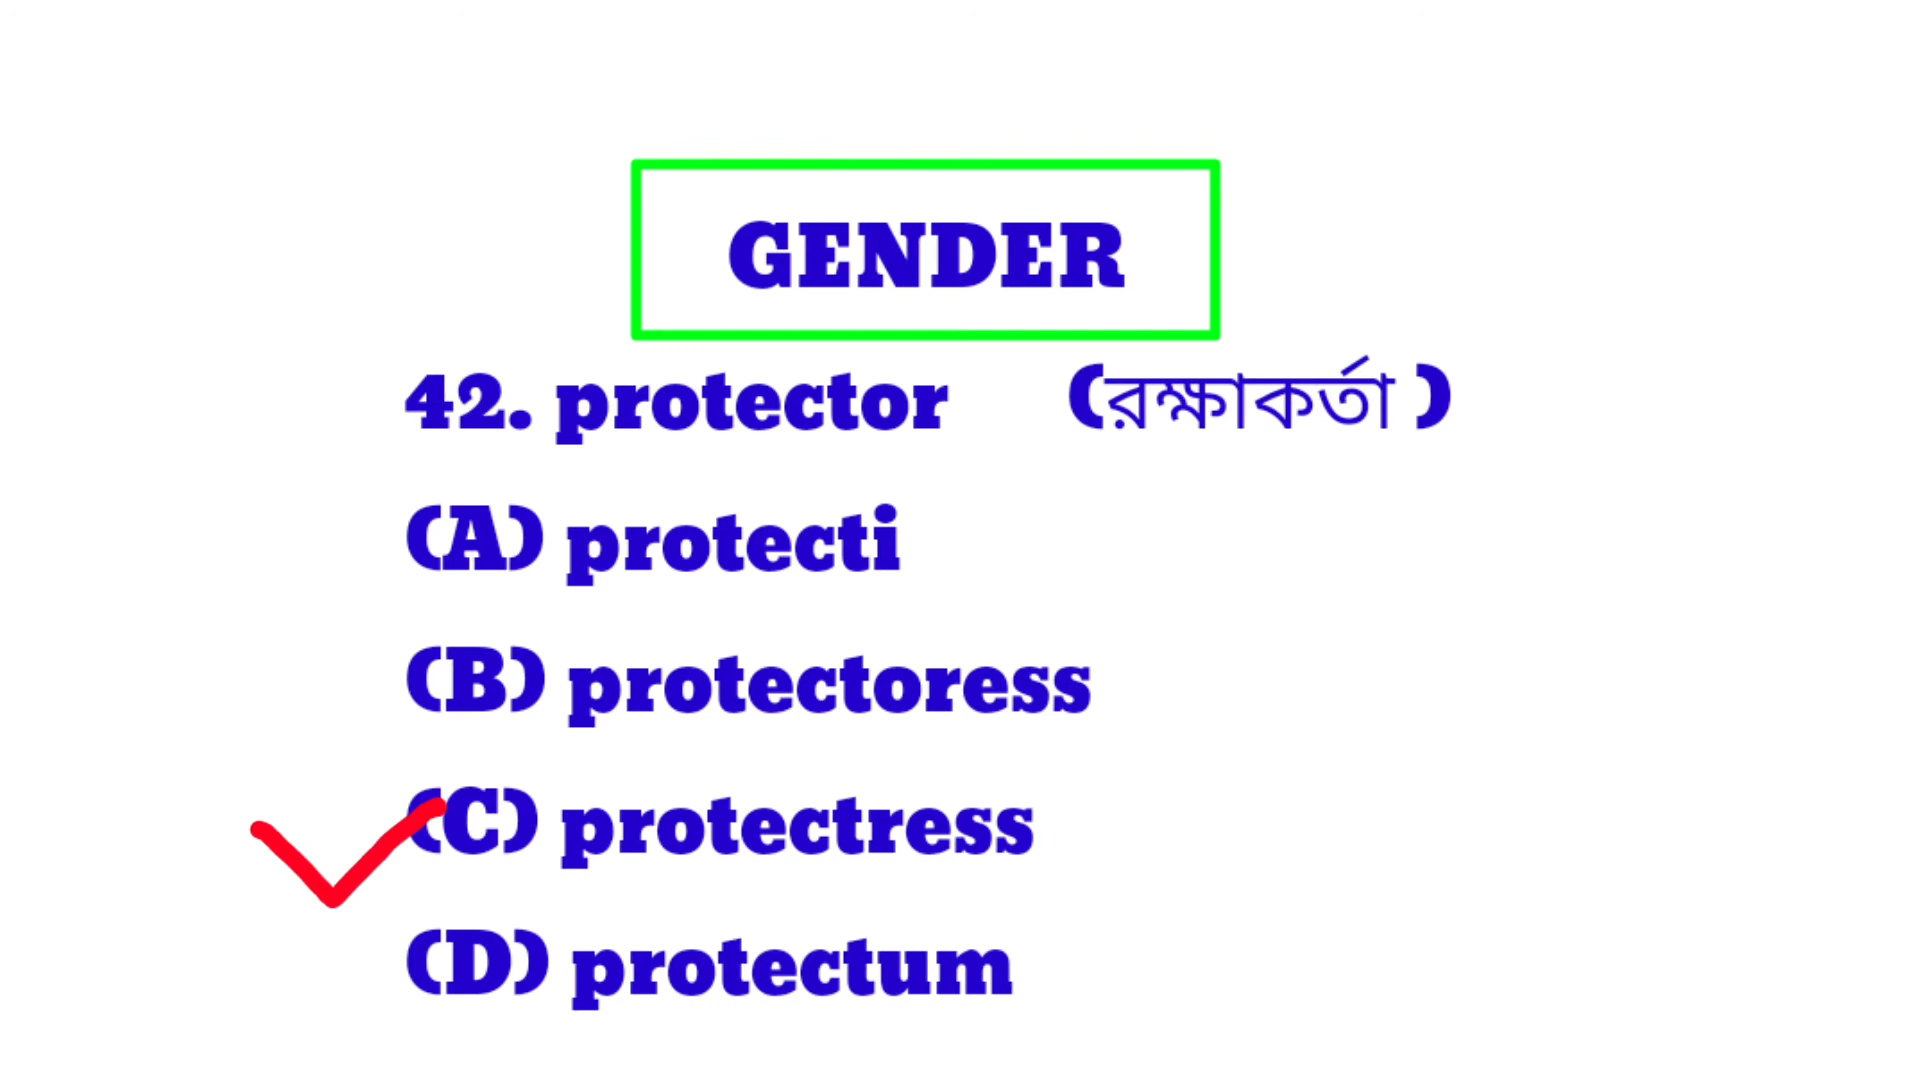 GENDER
42. protector (রক্ষাকর্তা )
(A) protecti
(B) protectoress
(C) protectress
(D) protectum